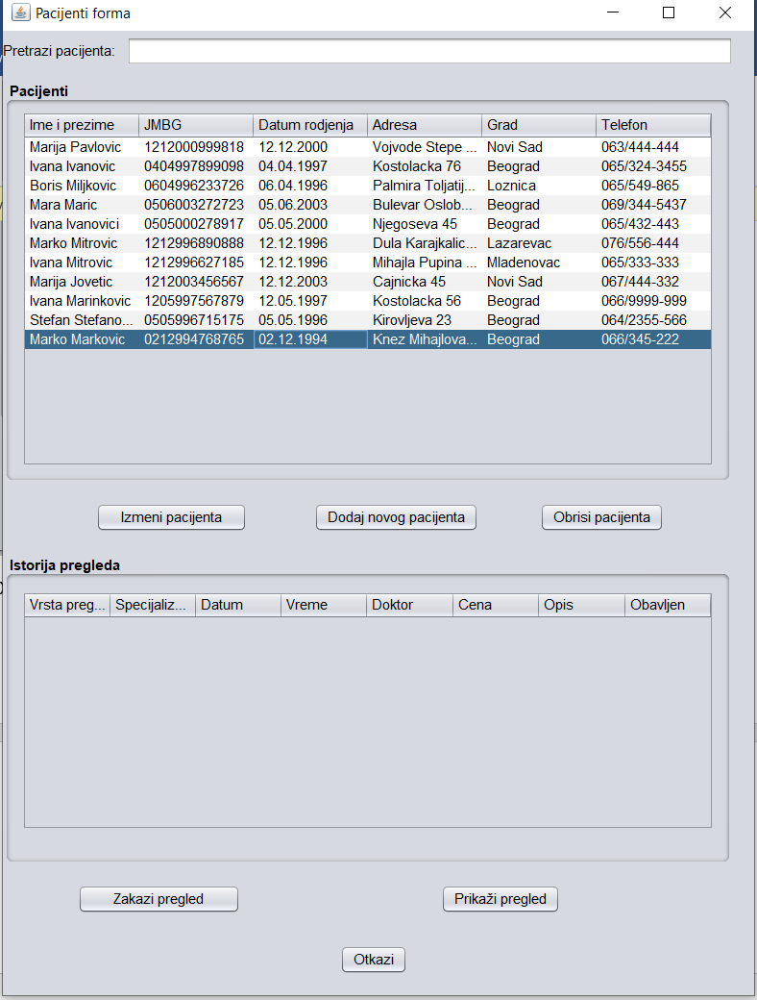 Pacijenti forma
Pretrazi pacijenta:
Pacijenti
Ime i prezime JMBG Datum rodjenja Adresa Grad Telefon
Marija Pavlovic 1212000999818 12.12.2000 Vojvode Stepe ... Novi Sad 063/444-444
Ivana Ivanovic 0404997899098 04.04.1997 Kostolacka 76 Beograd 065/324-3455
Boris Miljkovic 0604996233726 06.04.1996 Palmira Toljatij... Loznica 065/549-865
Mara Maric 0506003272723 05.06.2003 Bulevar Oslob... Beograd 069/344-5437
Ivana Ivanovici 0505000278917 05.05.2000 Njegoseva 45 Beograd 065/432-443
Marko Mitrovic 1212996890888 12.12.1996 Dula Karajkalic... Lazarevac 076/556-444
Ivana Mitrovic 1212996627185 12.12.1996 Mihajla Pupina ... Mladenovac 065/333-333
Marija Jovetic 1212003456567 12.12.2003 Cajnicka 45 Novi Sad 067/444-332
Ivana Marinkovic 1205997567879 12.05.1997 Kostolacka 56 Beograd 066/9999-999
Stefan Stefano... 0505996715175 05.05.1996 Kirovljeva 23 Beograd 064/2355-566
Marko Markovic 0212994768765 02.12.1994 Knez Mihajlova... Beograd 066/345-222
Izmeni pacijenta Dodaj novog pacijenta Obrisi pacijenta
Istorija pregleda
Vrsta preg... Specijaliz... Datum Vreme Doktor Cena Opis Obavljen
Zakazi pregled Prikaži pregled
Otkazi